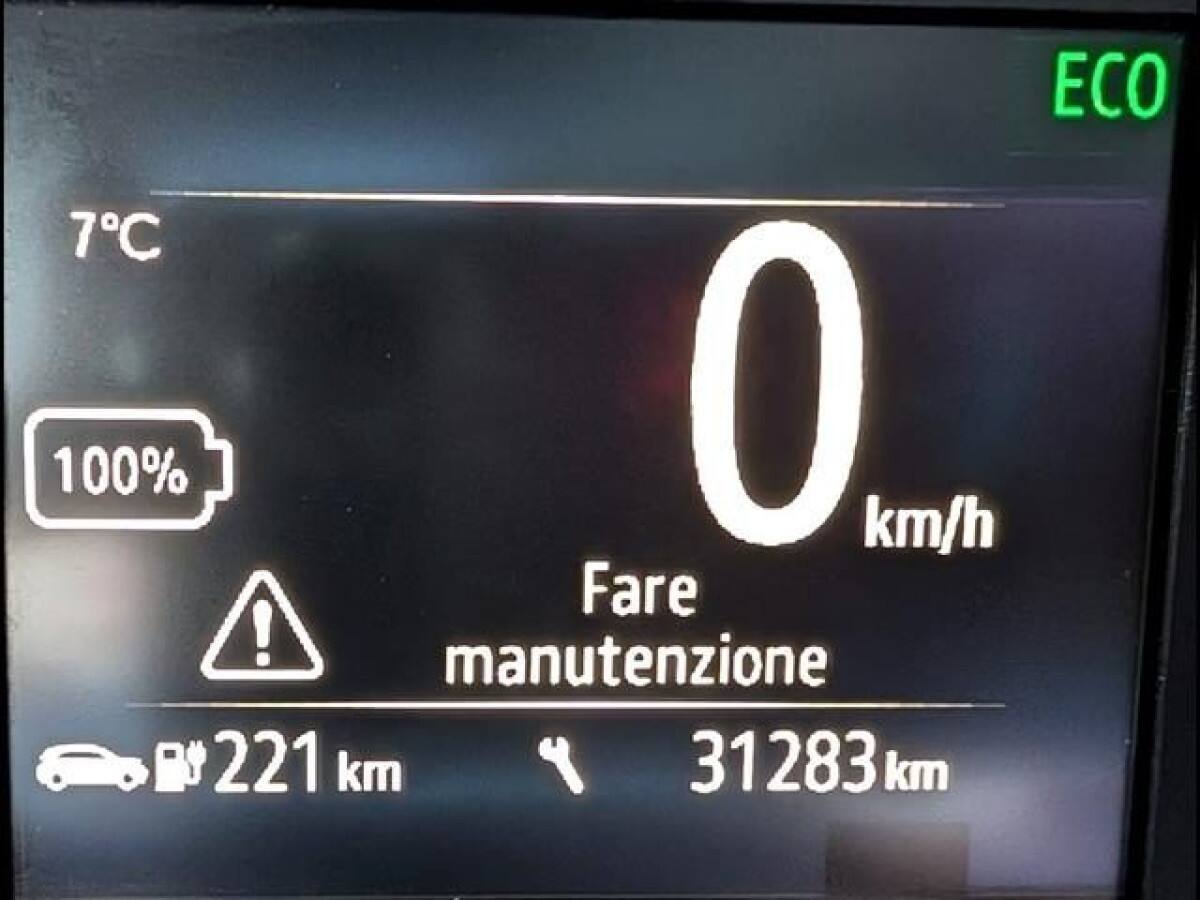 ECO
7°C
0 km/h
100%
Fare
manutenzione
221 km 31283 km